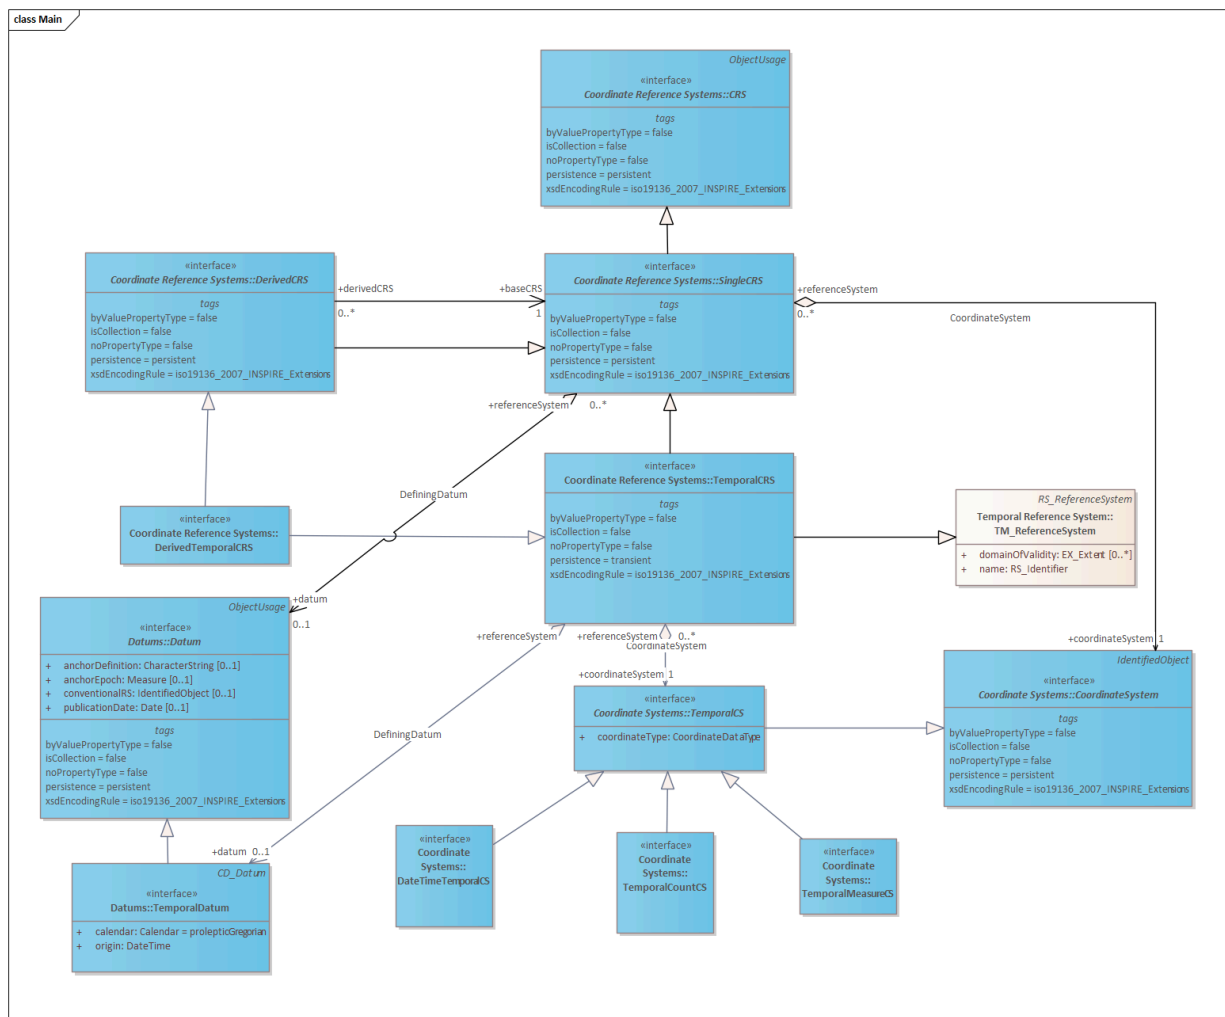 class Main
ObjectUsage
«interface»
Coordinate Reference Systems::CRS
tags
byValuePropertyType = false
isCollection = false
noPropertyType = false
persistence = persistent
xsdEncodingRule = iso19136_2007_INSPIRE_Extensions
«interface»
Coordinate Reference Systems::DerivedCRS
tags
byValuePropertyType = false
isCollection = false
noPropertyType = false
persistence = persistent
xsdEncodingRule = iso19136_2007_INSPIRE_Extensions
+derivedCRS
0..*
+baseCRS
1
«interface»
Coordinate Reference Systems::SingleCRS
tags
byValuePropertyType = false
isCollection = false
noPropertyType = false
persistence = persistent
xsdEncodingRule = iso19136_2007_INSPIRE_Extensions
+referenceSystem
0..*
CoordinateSystem
+referenceSystem
0..*
DefiningDatum
+datum
0..1
«interface»
Coordinate Reference Systems::
DerivedTemporalCRS
«interface»
Coordinate Reference Systems::TemporalCRS
tags
byValuePropertyType = false
isCollection = false
noPropertyType = false
persistence = transient
xsdEncodingRule = iso19136_2007_INSPIRE_Extensions
RS_ReferenceSystem
Temporal Reference System::
TM_ReferenceSystem
+ domainOfValidity: EX_Extent [0..*]
+ name: RS_Identifier
ObjectUsage
«interface»
Datums::Datum
+ anchorDefinition: CharacterString [0..1]
+ anchorEpoch: Measure [0..1]
+ conventionalRS: IdentifiedObject [0..1]
+ publicationDate: Date [0..1]
tags
byValuePropertyType = false
isCollection = false
noPropertyType = false
persistence = persistent
xsdEncodingRule = iso19136_2007_INSPIRE_Extensions
+referenceSystem
+referenceSystem
0..*
CoordinateSystem
+coordinateSystem 1
DefiningDatum
+datum 0..1
«interface»
Coordinate Systems::TemporalCS
+ coordinateType: CoordinateDataType
+coordinateSystem 1
IdentifiedObject
«interface»
Coordinate Systems::CoordinateSystem
tags
byValuePropertyType = false
isCollection = false
noPropertyType = false
persistence = persistent
xsdEncodingRule = iso19136_2007_INSPIRE_Extensions
«interface»
Coordinate
Systems::
DateTimeTemporalCS
«interface»
Coordinate
Systems::
TemporalCountCS
«interface»
Coordinate
Systems::
TemporalMeasureCS
CD_Datum
«interface»
Datums::TemporalDatum
+ calendar: Calendar = prolepticGregorian
+ origin: DateTime